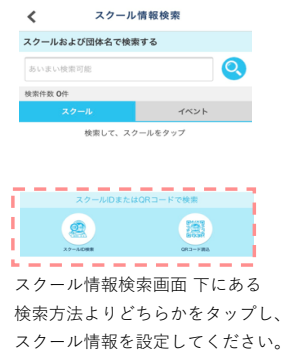 スクール情報検索
スクールおよび団体名で検索する
あいまい検索可能
検索件数 0件
スクール イベント
検索して、スクールをタップ
スクールIDまたはQRコードで検索
スクールID検索 QRコード読込
スクール情報検索画面 下にある
検索方法よりどちらかをタップし、
スクール情報を設定してください。